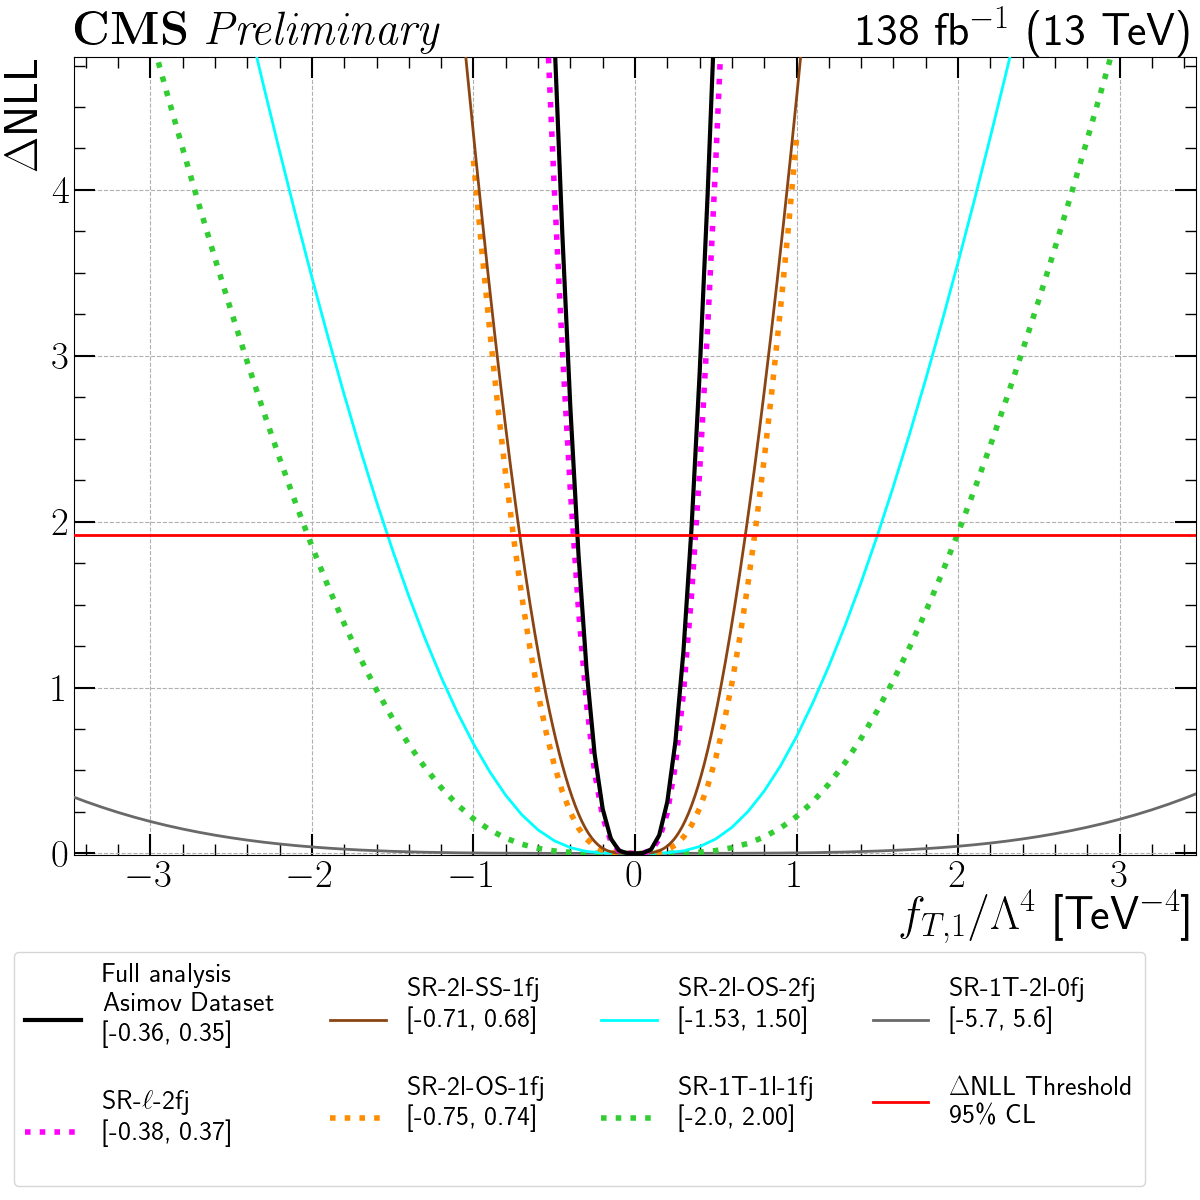 CMS Preliminary 138 fb⁻¹ (13 TeV)
ΔNLL
4
3
2
1
0
−3 −2 −1 0 1 2 3
f_{T,1}/Λ⁴ [TeV⁻⁴]
Full analysis
Asimov Dataset
[-0.36, 0.35]
SR-ℓ-2fj
[-0.38, 0.37]
SR-2l-SS-1fj
[-0.71, 0.68]
SR-2l-OS-1fj
[-0.75, 0.74]
SR-2l-OS-2fj
[-1.53, 1.50]
SR-1T-1l-1fj
[-2.0, 2.00]
SR-1T-2l-0fj
[-5.7, 5.6]
ΔNLL Threshold
95% CL